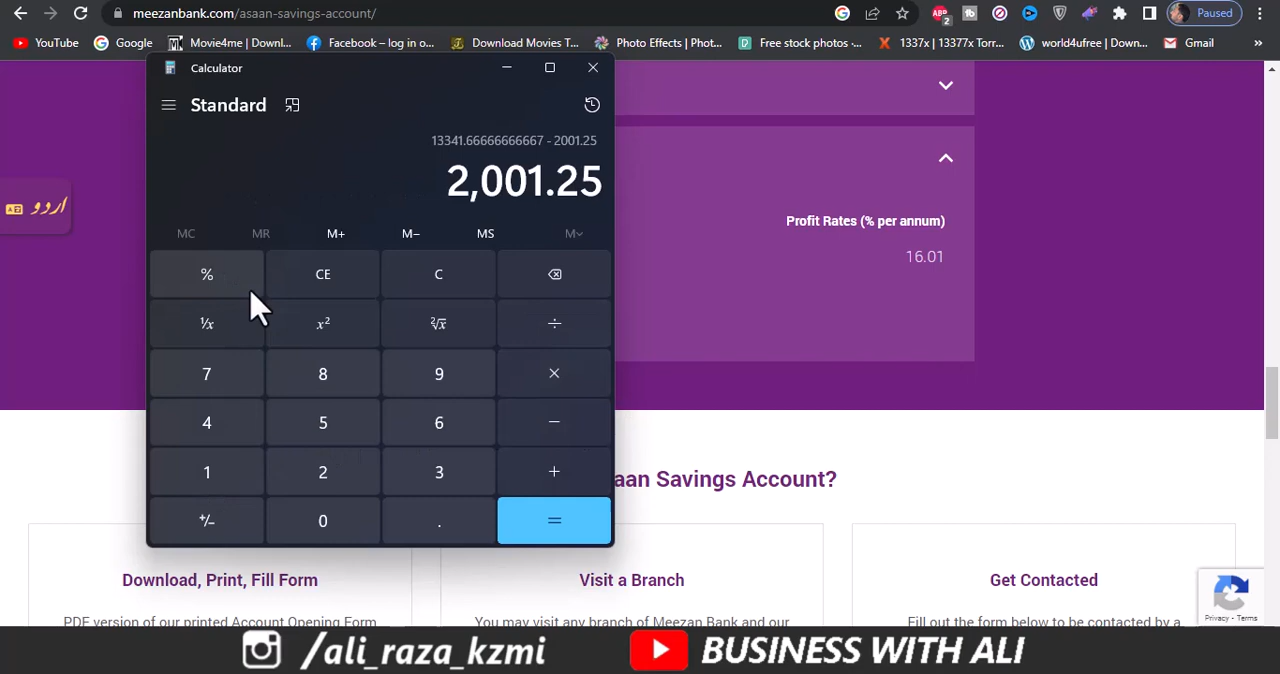 meezanbank.com/asaan-savings-account/
ABP
2
tb
Paused
YouTube
Google
Movie4me | Downl...
Facebook – log in o...
Download Movies T...
Photo Effects | Phot...
Free stock photos -...
1337x | 13377x Torr...
world4ufree | Down...
Gmail
»
Calculator
Standard
13341.66666666667 - 2001.25
2,001.25
MC MR M+ M− MS M˅
% CE C
¹/x x² ²√x ÷
7 8 9 ×
4 5 6 −
1 2 3 +
+/− 0 . =
اردو
Profit Rates (% per annum)
16.01
aan Savings Account?
Download, Print, Fill Form
Visit a Branch
Get Contacted
PDF version of our printed Account Opening Form
You may visit any branch of Meezan Bank and our
Fill out the form below to be contacted by a
Privacy - Terms
/ali_raza_kzmi
BUSINESS WITH ALI